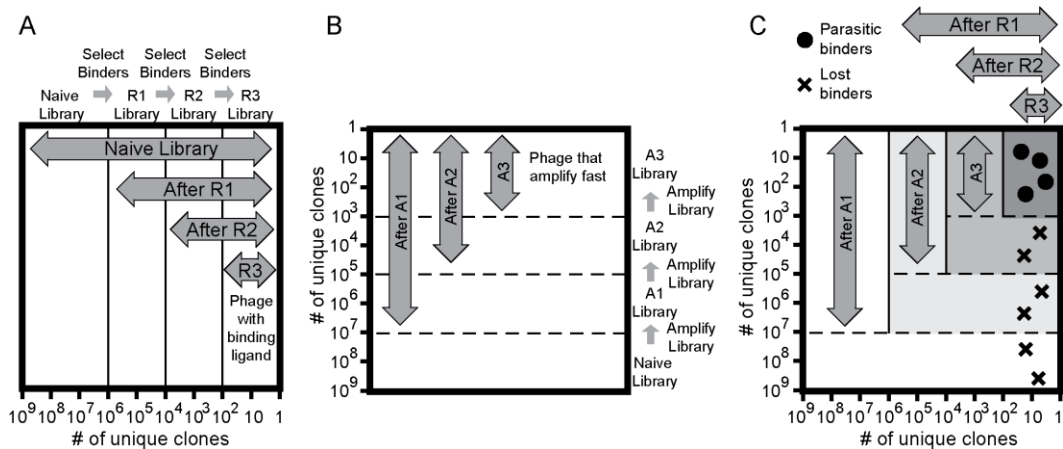 A
Select Binders
Select Binders
Select Binders
Naive Library
R1 Library
R2 Library
R3 Library
Naive Library
After R1
After R2
R3
Phage with binding ligand
10⁹ 10⁸ 10⁷ 10⁶ 10⁵ 10⁴ 10³ 10² 10 1
# of unique clones
B
# of unique clones
1
10
10²
10³
10⁴
10⁵
10⁶
10⁷
10⁸
10⁹
After A1
After A2
A3
Phage that
amplify fast
A3
Library
Amplify
Library
A2
Library
Amplify
Library
A1
Library
Amplify
Library
Naive
Library
C
Parasitic
binders
Lost
binders
After R1
After R2
R3
# of unique clones
1
10
10²
10³
10⁴
10⁵
10⁶
10⁷
10⁸
10⁹
After A1
After A2
A3
10⁹ 10⁸ 10⁷ 10⁶ 10⁵ 10⁴ 10³ 10² 10 1
# of unique clones